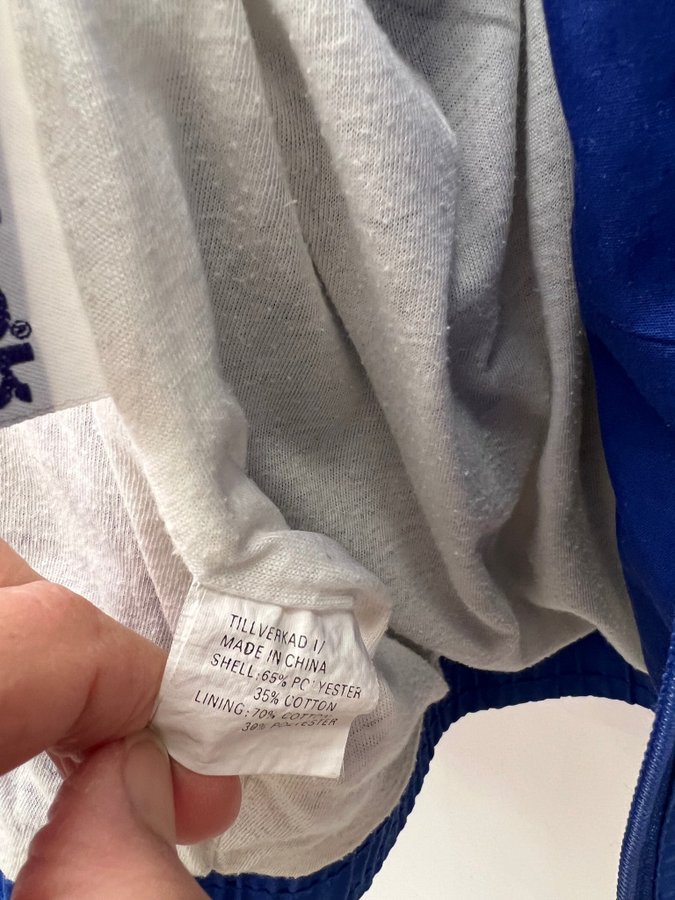 TILLVERKAD I/
MADE IN CHINA
SHELL: 65% POLYESTER
35% COTTON
LINING: 70% COTTON
30% POLYESTER
®